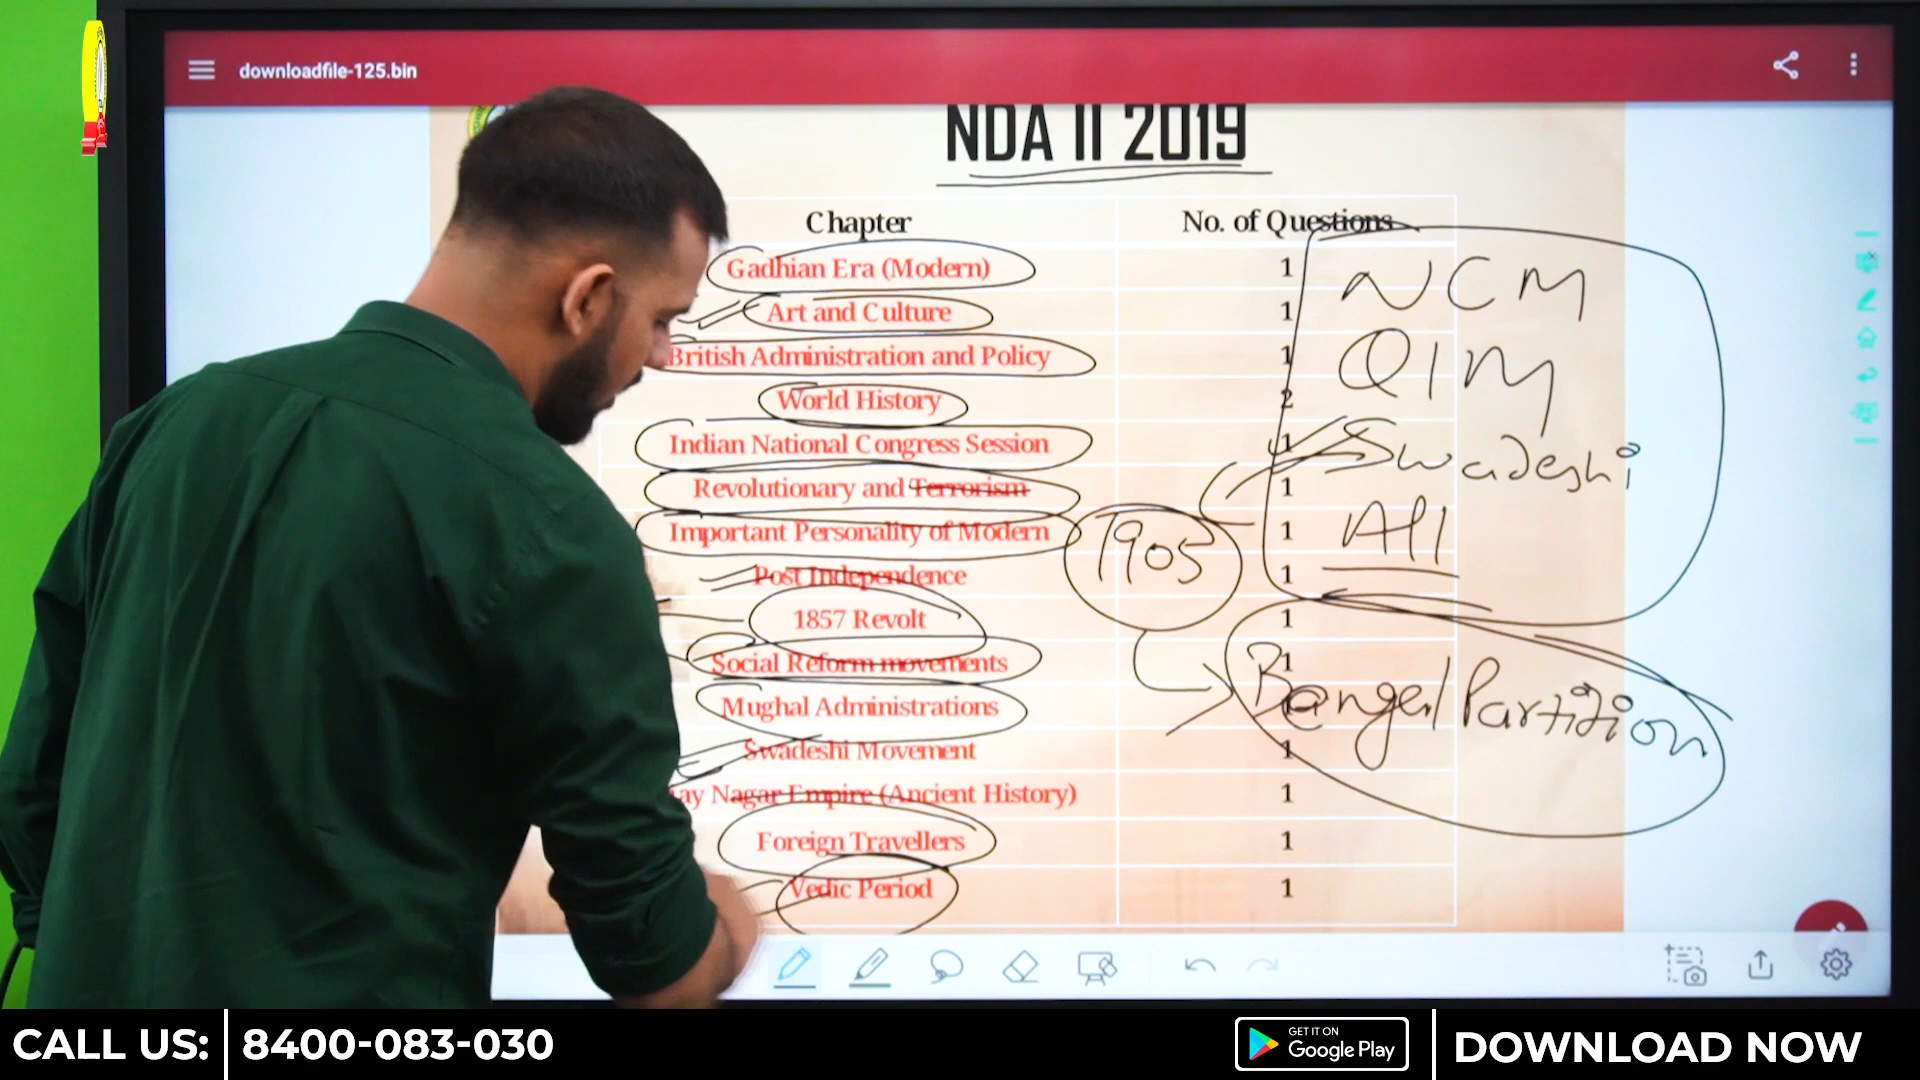 downloadfile-125.bin
NDA II 2019
Chapter No. of Questions
Gadhian Era (Modern) 1
Art and Culture 1
British Administration and Policy 1
World History 2
Indian National Congress Session 1
Revolutionary and Terrorism 1
Important Personality of Modern 1
Post Independence 1
1857 Revolt 1
Social Reform movements 1
Mughal Administrations 1
Swadeshi Movement 1
ay Nagar Empire (Ancient History) 1
Foreign Travellers 1
Vedic Period 1
NCM
QIM
Swadeshi
1905
Bangal Partition
CALL US: 8400-083-030
GET IT ON
Google Play
DOWNLOAD NOW